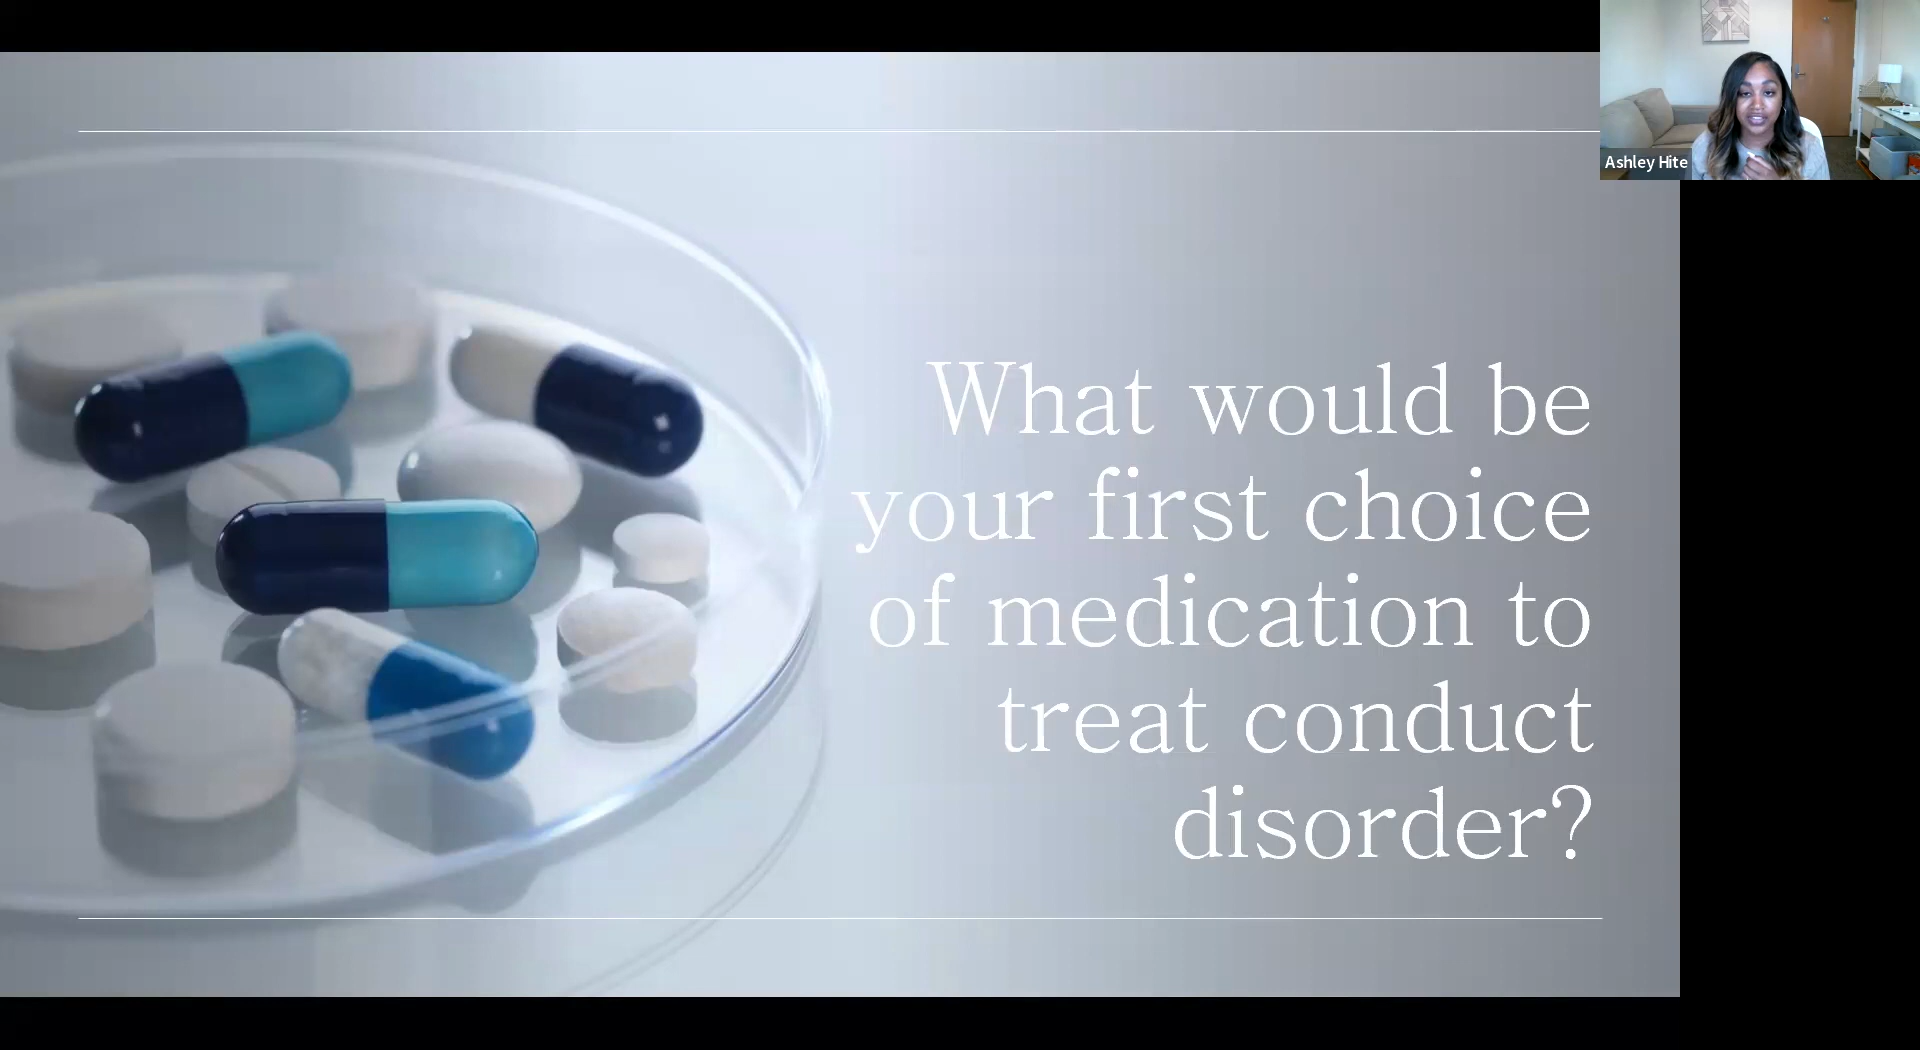 Ashley Hite
What would be
your first choice
of medication to
treat conduct
disorder?